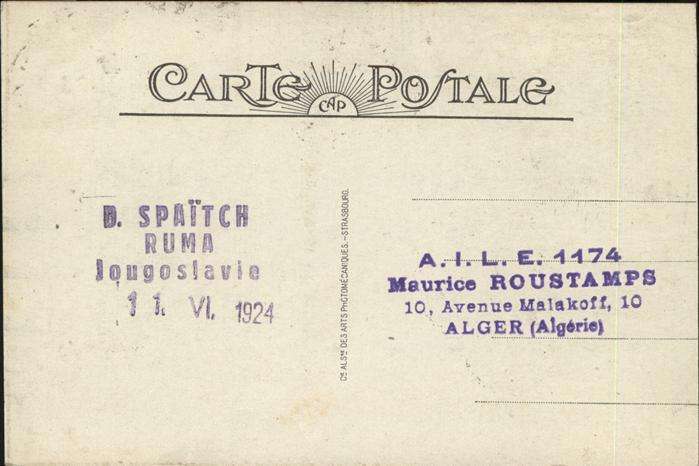 CARTE POSTALE
CAP
D. SPAÏTCH
RUMA
Jougoslavie
11. VI. 1924
Cie ALSne DES ARTS PHOTOMÉCANIQUES.-STRASBOURG.
A. I. L. E. 1174
Maurice ROUSTAMPS
10, Avenue Malakoff, 10
ALGER (Algérie)